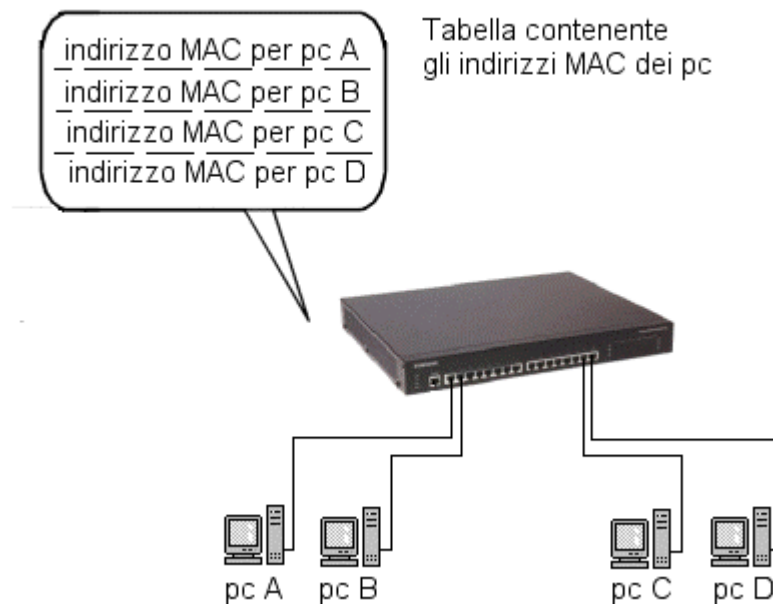 indirizzo MAC per pc A
indirizzo MAC per pc B
indirizzo MAC per pc C
indirizzo MAC per pc D
Tabella contenente
gli indirizzi MAC dei pc
pc A
pc B
pc C
pc D